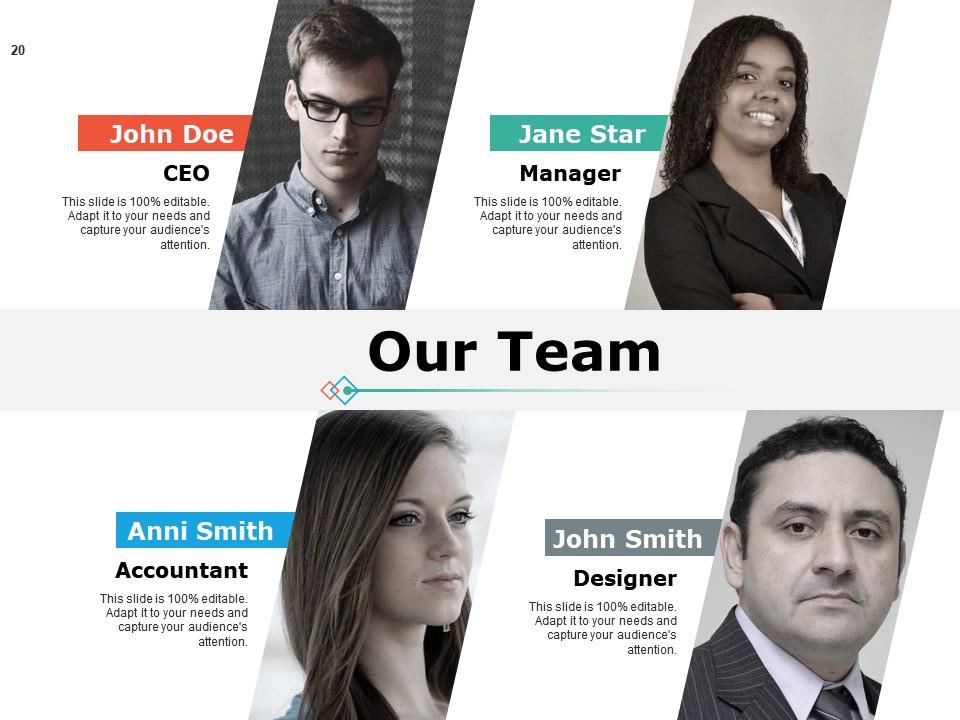 20
John Doe
CEO
This slide is 100% editable.
Adapt it to your needs and
capture your audience's
attention.
Jane Star
Manager
This slide is 100% editable.
Adapt it to your needs and
capture your audience's
attention.
Our Team
Anni Smith
Accountant
This slide is 100% editable.
Adapt it to your needs and
capture your audience's
attention.
John Smith
Designer
This slide is 100% editable.
Adapt it to your needs and
capture your audience's
attention.